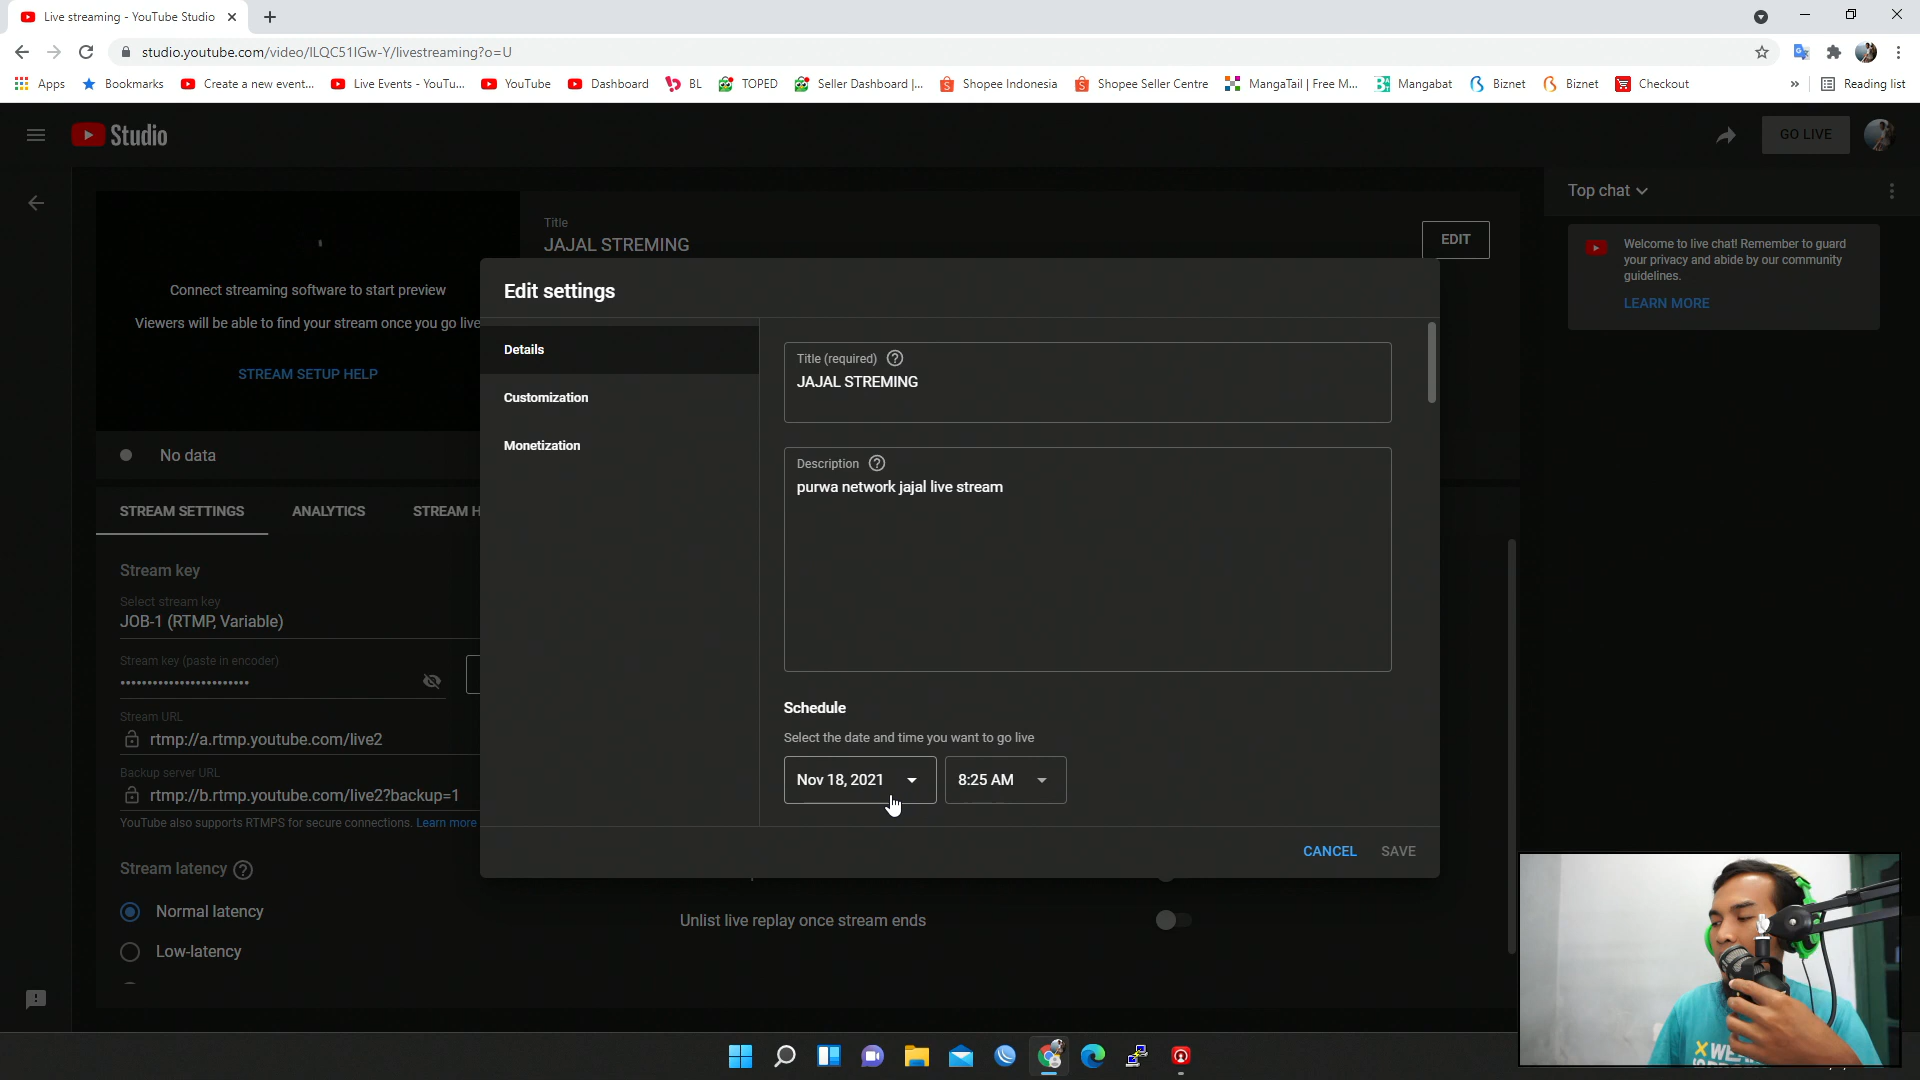 Live streaming - YouTube Studio
studio.youtube.com/video/lLQC51IGw-Y/livestreaming?o=U
Apps
Bookmarks
Create a new event...
Live Events - YouTu...
YouTube
Dashboard
BL
TOPED
Seller Dashboard |...
Shopee Indonesia
Shopee Seller Centre
MangaTail | Free M...
Mangabat
Biznet
Biznet
Checkout
»
Reading list
Studio
GO LIVE
Connect streaming software to start preview
Viewers will be able to find your stream once you go live
STREAM SETUP HELP
No data
Title
JAJAL STREMING
EDIT
Top chat
Welcome to live chat! Remember to guard
your privacy and abide by our community
guidelines.
LEARN MORE
STREAM SETTINGS
ANALYTICS
STREAM H
Stream key
Select stream key
JOB-1 (RTMP, Variable)
Stream key (paste in encoder)
••••••••••••••••••••••••
Stream URL
rtmp://a.rtmp.youtube.com/live2
Backup server URL
rtmp://b.rtmp.youtube.com/live2?backup=1
YouTube also supports RTMPS for secure connections. Learn more
Stream latency
Normal latency
Low-latency
Unlist live replay once stream ends
Edit settings
Details
Customization
Monetization
Title (required)
JAJAL STREMING
Description
purwa network jajal live stream
Schedule
Select the date and time you want to go live
Nov 18, 2021
8:25 AM
CANCEL
SAVE